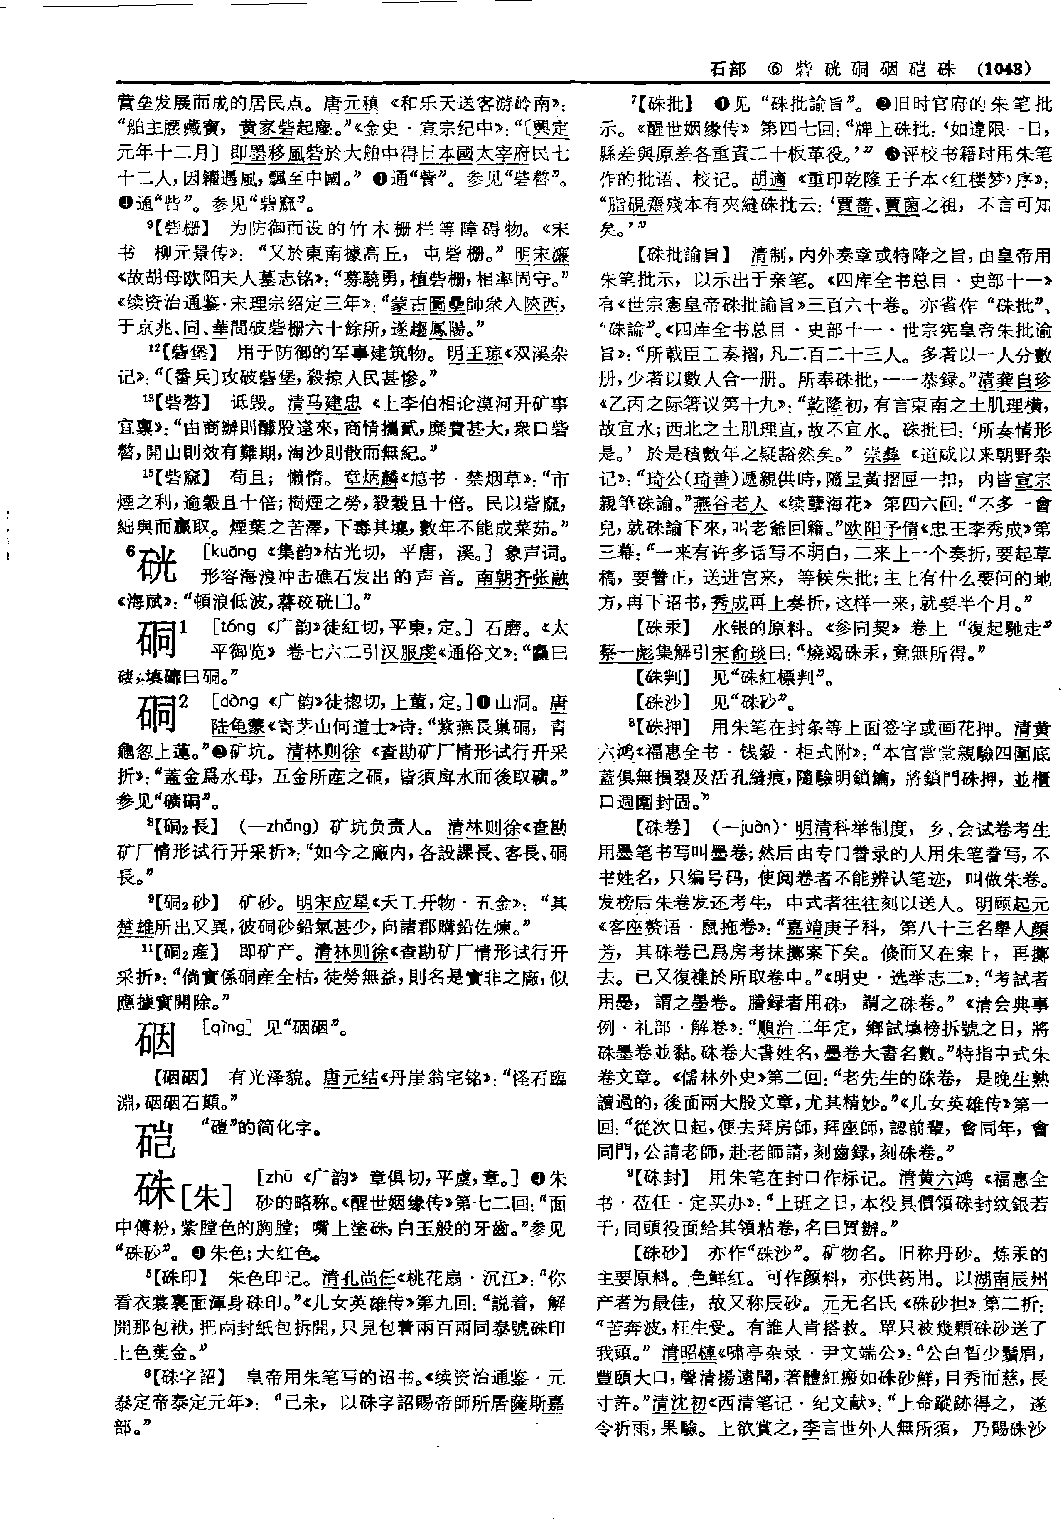 石部 ⑥ 砦 硄 硐 硱 硙 硃 (1043)
营垒发展而成的居民点。唐元稹《和乐天送客游岭南》：
“舶主腰藏寶，黄家砦起塵。”《金史·宣宗纪中》：“〔興定
元年十二月〕即墨移風砦於大舶中得日本國太宰府民七
十二人，因糴遇風，飄至中國。”❸通“訾”。参见“砦謷”。
❹通“呰”。参见“砦窳”。
⁹【砦栅】 为防御而设的竹木栅栏等障碍物。《宋
书·柳元景传》：“又於東南據高丘，屯砦栅。”明宋濂
《故胡母欧阳夫人墓志铭》：“募驍勇，植砦栅，相率固守。”
《续资治通鉴·宋理宗绍定三年》：“蒙古圖壘帥衆入陝西，
于京兆、同、華間破砦栅六十餘所，遂趨鳳陽。”
¹²【砦堡】 用于防御的军事建筑物。明王琼《双溪杂
记》：“〔番兵〕攻破砦堡，殺掠人民甚慘。”
¹³【砦謷】 诋毁。清马建忠《上李伯相论漠河开矿事
宜禀》：“由商辦則醵股遠來，商情攜貳，糜費甚大，衆口砦
謷，開山則效有難期，淘沙則散而無紀。”
¹⁵【砦窳】 苟且；懒惰。章炳麟《訄书·禁烟草》：“市
煙之利，逾穀且十倍；樹煙之勞，殺穀且十倍。民以砦窳，
絀與而贏取。煙葉之苦澤，下毒其壤，數年不能成菜茹。”
⁶硄 [kuāng 《集韵》枯光切，平唐，溪。] 象声词。
形容海浪冲击礁石发出的声音。南朝齐张融
《海赋》：“頓浪低波，䃔硄硄□。”
硐¹ [tóng 《广韵》徒紅切，平東，定。] 石磨。《太
平御览》卷七六二引汉服虔《通俗文》：“
硐²　[dòng 《广韵》徒揔切，上董，定。]❶山洞。唐
陆龟蒙《寄茅山何道士》诗：“紫燕長巢硐，青
龜忽上蓮。”❷矿坑。清林则徐《查勘矿厂情形试行开采
折》：“蓋金爲水母，五金所産之硐，皆須戽水而後取礦。”
参见“礦硐”。
⁸【硐₂長】 (—zhǎng) 矿坑负责人。清林则徐《查勘
矿厂情形试行开采折》：“如今之廠内，各設課長、客長、硐
長。”
⁹【硐₂砂】 矿砂。明宋应星《天工开物·五金》：“其
楚雄所出又異，彼硐砂鉛氣甚少，向諸郡購鉛佐煉。”
¹¹【硐₂産】 即矿产。清林则徐《查勘矿厂情形试行开
采折》：“倘實係硐産全枯，徒勞無益，則名是實非之廠，似
應據實開除。”
硱 [qìng] 见“硱硱”。
【硱硱】 有光泽貌。唐元结《丹崖翁宅铭》：“怪石臨
淵，硱硱石顛。”
硙 “磑”的简化字。
硃[朱] [zhū 《广韵》章俱切，平虞，章。] ❶朱
砂的略称。《醒世姻缘传》第七二回：“面
中傅粉，紫膛色的胸膛；嘴上塗硃，白玉般的牙齒。”参见
“硃砂”。❷朱色；大红色。
⁵【硃印】 朱色印记。清孔尚任《桃花扇·沉江》：“你
看衣裳裏面渾身硃印。”《儿女英雄传》第九回：“説着，解
開那包袱，把兩封紙包拆開，只見包着兩百兩同泰號硃印
上色葉金。”
⁸【硃字詔】 皇帝用朱笔写的诏书。《续资治通鉴·元
泰定帝泰定元年》：“己未，以硃字詔賜帝師所居薩斯嘉
部。”
⁷【硃批】 ❶见“硃批諭旨”。❷旧时官府的朱笔批
示。《醒世姻缘传》第四七回：“牌上硃批：‘如違限一日，
縣差與原差各重責二十板革役。’”❸评校书籍时用朱笔
作的批语、校记。胡適《重印乾隆壬子本〈红楼梦〉序》：
“脂硯齋殘本有夾縫硃批云：‘賈薔、賈菌之祖，不言可知
矣。’”
【硃批諭旨】 清制，内外奏章或特降之旨，由皇帝用
朱笔批示，以示出于亲笔。《四库全书总目·史部十一》
有《世宗憲皇帝硃批諭旨》三百六十卷。亦省作“硃批”、
“硃諭”。《四库全书总目·史部十一·世宗宪皇帝朱批谕
旨》：“所載臣工奏摺，凡二百二十三人。多者以一人分數
册，少者以數人合一册。所奉硃批，一一恭録。”清龚自珍
《乙丙之际箸议第十九》：“乾隆初，有言東南之土肌理横，
故宜水；西北之土肌理直，故不宜水。硃批曰：‘所奏情形
是。’於是積數年之疑豁然矣。”崇彝《道咸以来朝野杂
记》：“琦公(琦善)遞親供時，隨呈黃摺匣一扣，内皆宣宗
親筆硃諭。”燕谷老人《续孽海花》第四六回：“不多一會
兒，就硃諭下來，叫老爺回籍。”欧阳予倩《忠王李秀成》第
三幕：“一来有许多话写不明白，二来上一个奏折，要起草
稿，要誊正，送进宫来，等候朱批；主上有什么要问的地
方，再下诏书，秀成再上奏折，这样一来，就要半个月。”
【硃汞】 水银的原料。《参同契》卷上“復起馳走”
蔡一彪集解引宋俞琰曰：“燒竭硃汞，竟無所得。”
【硃判】 见“硃紅標判”。
【硃沙】 见“硃砂”。
⁸【硃押】 用朱笔在封条等上面签字或画花押。清黄
六鸿《福惠全书·钱穀·柜式附》：“本官當堂親驗四圍底
蓋俱無損裂及活孔縫痕，隨驗明鎖鑰，將鎖門硃押，並櫃
口週圍封固。”
【硃卷】 (—juàn) 明清科举制度，乡、会试卷考生
用墨笔书写叫墨卷；然后由专门誊录的人用朱笔誊写，不
书姓名，只编号码，使阅卷者不能辨认笔迹，叫做朱卷。
发榜后朱卷发还考生，中式者往往刻以送人。明顾起元
《客座赘语·鼠拖卷》：“嘉靖庚子科，第八十三名舉人顔
芳，其硃卷已爲房考抹擲案下矣。倏而又在案上，再擲
去。已又復襍於所取卷中。”《明史·选举志二》：“考試者
用墨，謂之墨卷。謄録者用硃，謂之硃卷。”《清会典事
例·礼部·解卷》：“順治二年定，鄉試填榜拆號之日，將
硃墨卷並黏。硃卷大書姓名，墨卷大書名數。”特指中式朱
卷文章。《儒林外史》第二回：“老先生的硃卷，是晚生熟
讀過的，後面兩大股文章，尤其精妙。”《儿女英雄传》第一
回：“從次日起，便去拜房師，拜座師，認前輩，會同年，會
同門，公請老師，赴老師請，刻齒録，刻硃卷。”
⁹【硃封】 用朱笔在封口作标记。清黄六鸿《福惠全
书·莅任·定买办》：“上班之日，本役具價領硃封紋銀若
干，同頭役面給其領粘卷，名曰買辦。”
【硃砂】 亦作“硃沙”。矿物名。旧称丹砂。炼汞的
主要原料。色鲜红。可作颜料，亦供药用。以湖南辰州
产者为最佳，故又称辰砂。元无名氏《硃砂担》第二折：
“苦奔波，枉生受。有誰人肯搭救。單只被幾顆硃砂送了
我頭。”清昭梿《啸亭杂录·尹文端公》：“公白皙少鬚眉，
豐頤大口，聲清揚遠聞，著體紅瘢如硃砂鮮，目秀而慈，長
寸許。”清沈初《西清笔记·纪文献》：“上命蹤跡得之，遂
令祈雨，果驗。上欲賞之，李言世外人無所須，乃賜硃沙